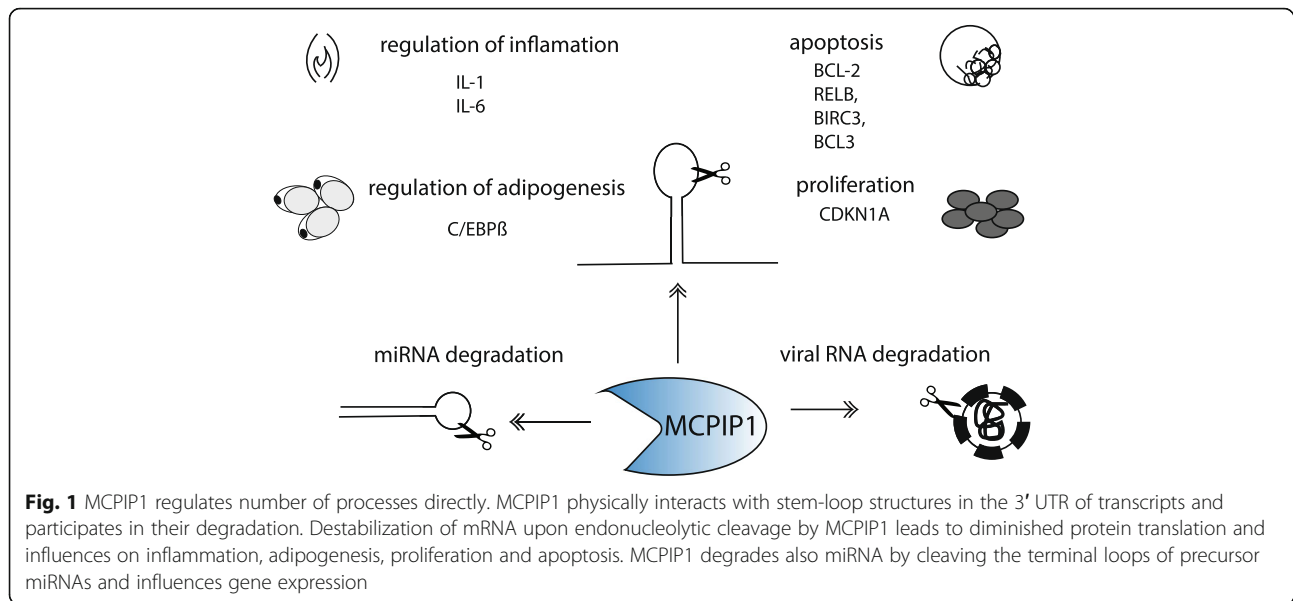 regulation of inflamation
IL-1
IL-6
apoptosis
BCL-2
RELB,
BIRC3,
BCL3
regulation of adipogenesis
C/EBPß
proliferation
CDKN1A
miRNA degradation
viral RNA degradation
MCPIP1
Fig. 1 MCPIP1 regulates number of processes directly. MCPIP1 physically interacts with stem-loop structures in the 3′ UTR of transcripts and
participates in their degradation. Destabilization of mRNA upon endonucleolytic cleavage by MCPIP1 leads to diminished protein translation and
influences on inflammation, adipogenesis, proliferation and apoptosis. MCPIP1 degrades also miRNA by cleaving the terminal loops of precursor
miRNAs and influences gene expression